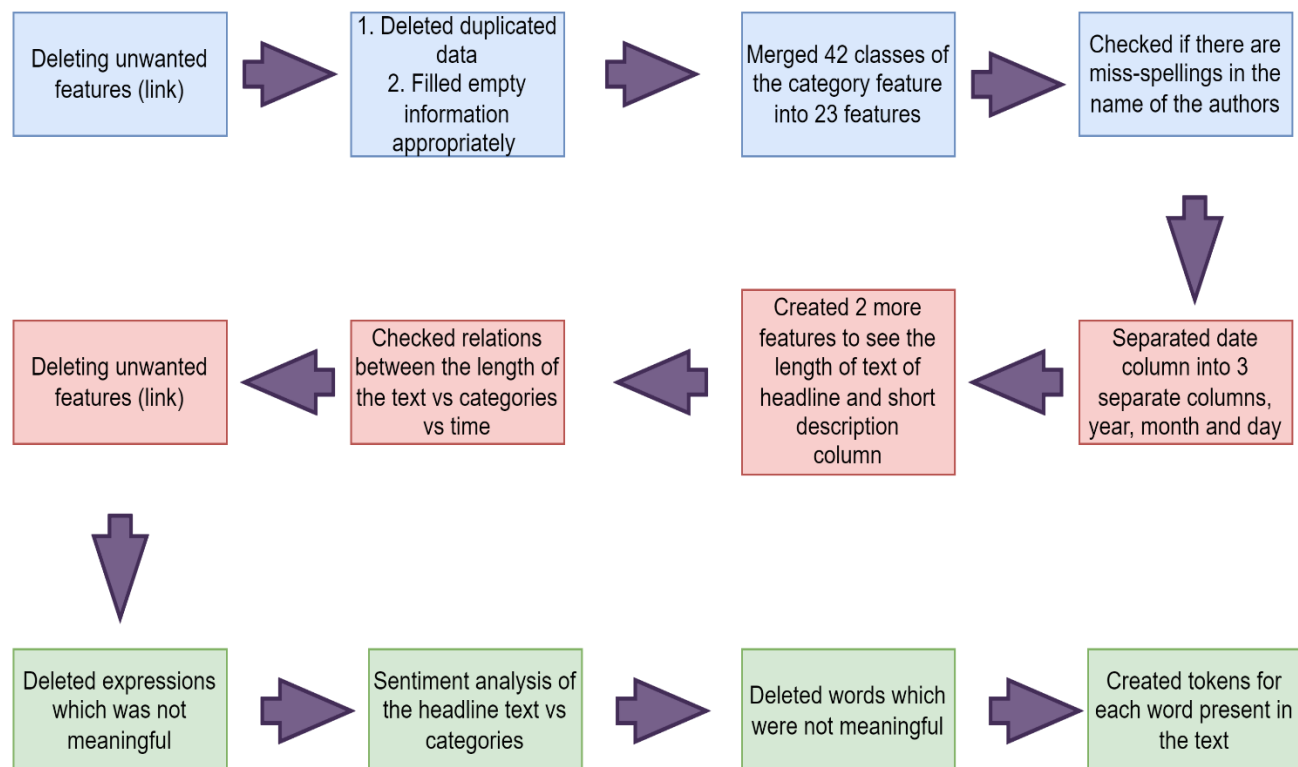 Deleting unwanted
features (link)
1. Deleted duplicated
data
2. Filled empty
information
appropriately
Merged 42 classes of
the category feature
into 23 features
Checked if there are
miss-spellings in the
name of the authors
Separated date
column into 3
separate columns,
year, month and day
Created 2 more
features to see the
length of text of
headline and short
description
column
Checked relations
between the length of
the text vs categories
vs time
Deleting unwanted
features (link)
Deleted expressions
which was not
meaningful
Sentiment analysis of
the headline text vs
categories
Deleted words which
were not meaningful
Created tokens for
each word present in
the text